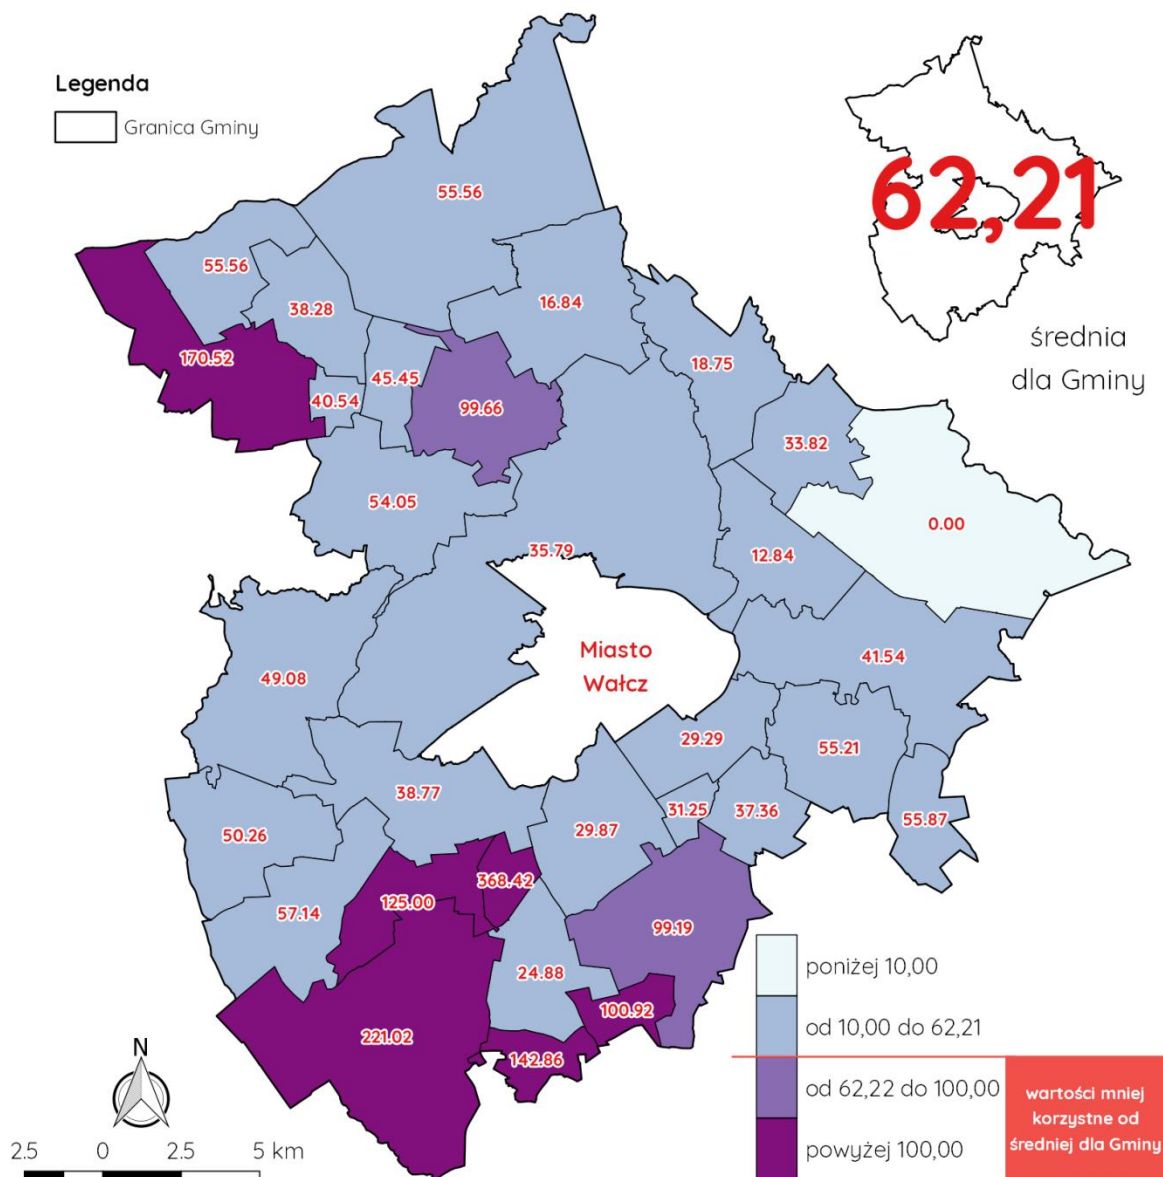 Legenda
Granica Gminy
62,21
średnia
dla Gminy
55.56
55.56
38.28
16.84
170.52
18.75
45.45
40.54
99.66
33.82
54.05
0.00
35.79
12.84
Miasto
Wałcz
41.54
49.08
29.29
55.21
38.77
31.25
37.36
29.87
50.26
55.87
368.42
125.00
57.14
99.19
24.88
100.92
221.02
142.86
poniżej 10,00
od 10,00 do 62,21
od 62,22 do 100,00
powyżej 100,00
wartości mniej
korzystne od
średniej dla Gminy
N
2.5 0 2.5 5 km